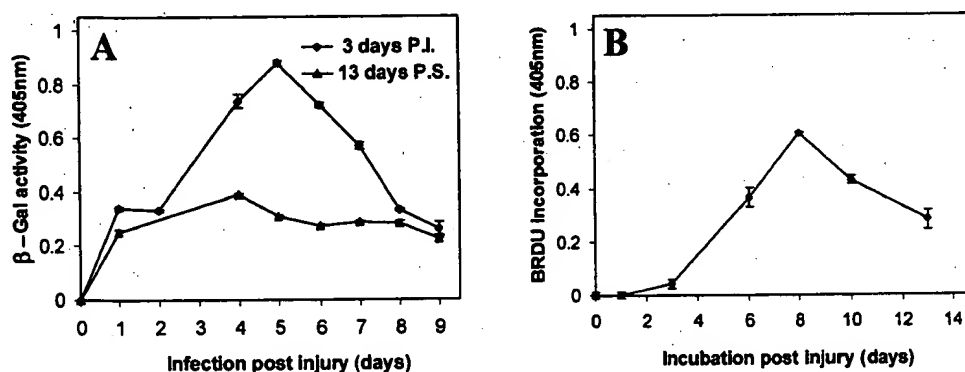 A
3 days P.I.
13 days P.S.
β-Gal activity (405nm)
1
0.8
0.6
0.4
0.2
0
0 1 2 3 4 5 6 7 8 9
Infection post injury (days)
B
BRDU Incorporation (405nm)
1
0.8
0.6
0.4
0.2
0
0 2 4 6 8 10 12 14
Incubation post injury (days)